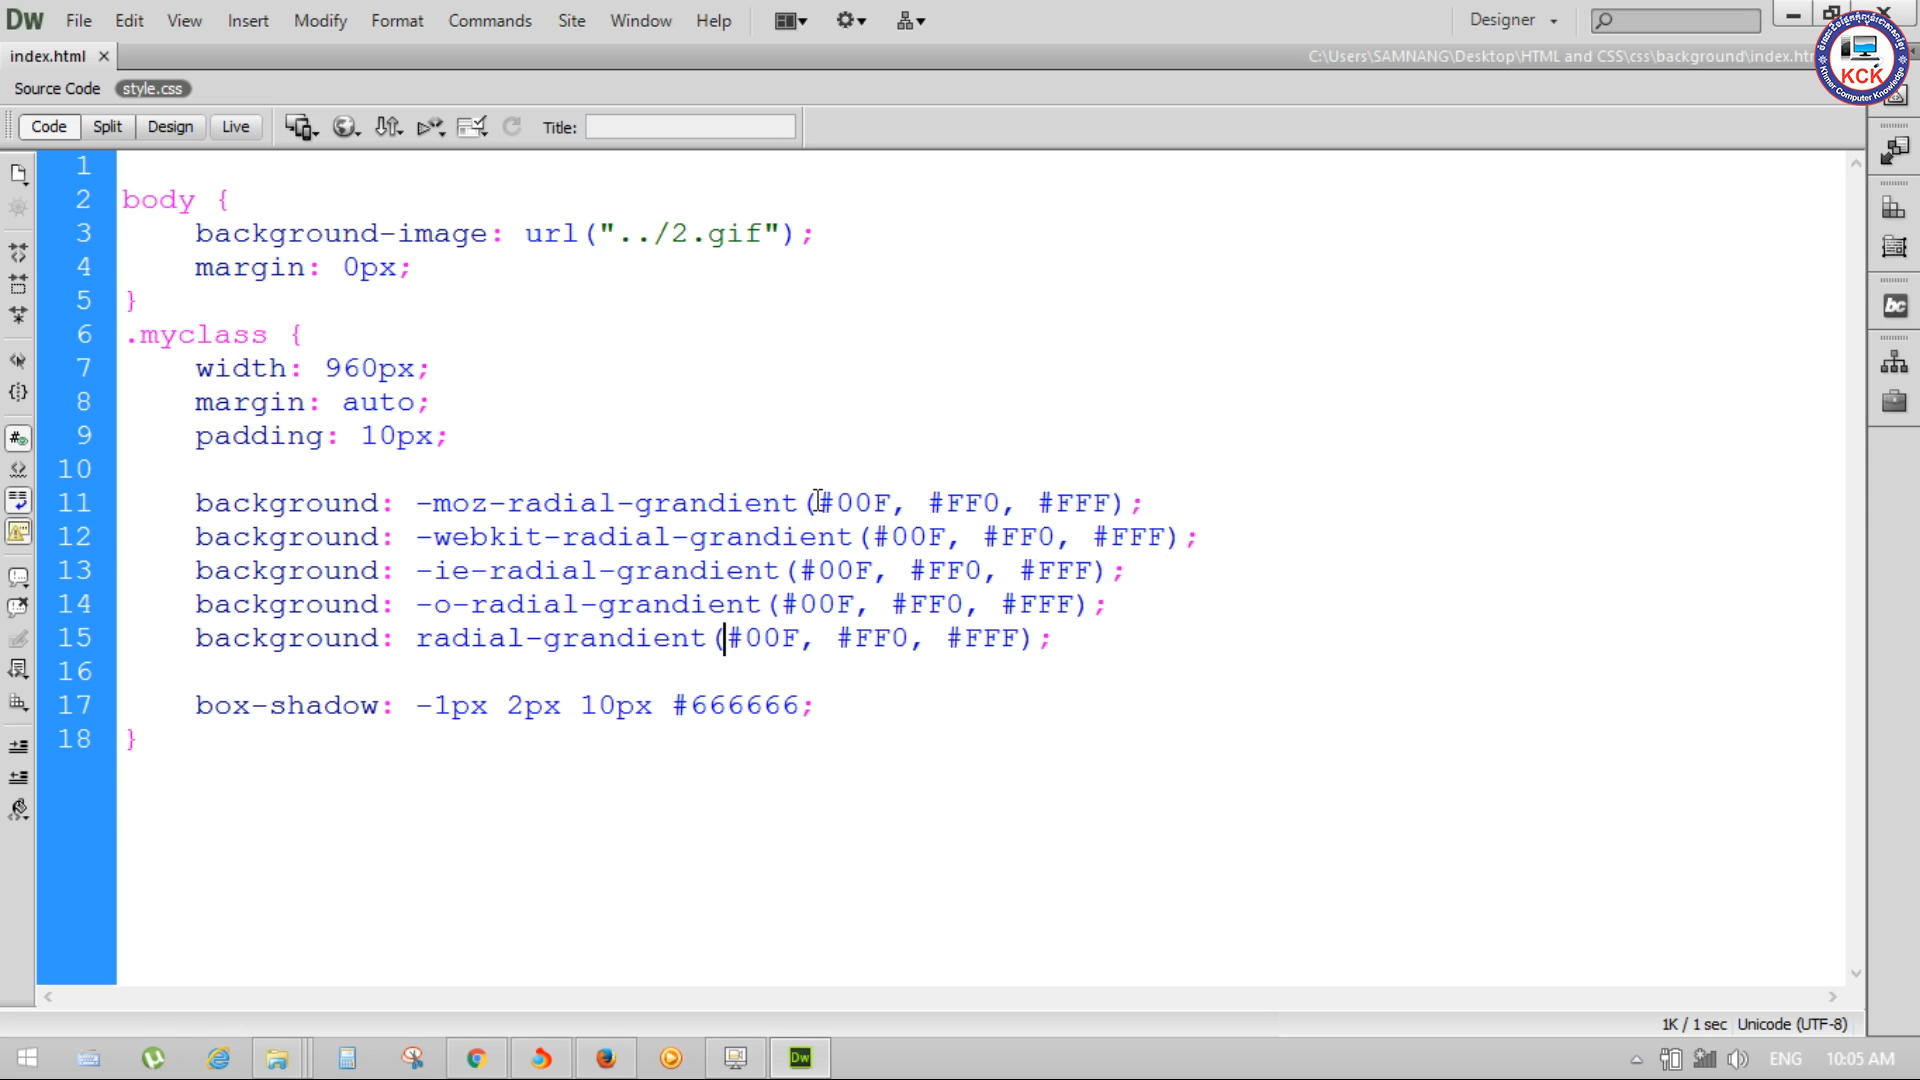 Dw File Edit View Insert Modify Format Commands Site Window Help Designer
index.html C:\Users\SAMNANG\Desktop\HTML and CSS\css\background\index.ht
Source Code style.css
KCK
Khmer Computer Knowledge
Code Split Design Live Title:
1
2 body {
3 background-image: url("../2.gif");
4 margin: 0px;
5 }
6 .myclass {
7 width: 960px;
8 margin: auto;
9 padding: 10px;
10
11 background: -moz-radial-grandient(#00F, #FF0, #FFF);
12 background: -webkit-radial-grandient(#00F, #FF0, #FFF);
13 background: -ie-radial-grandient(#00F, #FF0, #FFF);
14 background: -o-radial-grandient(#00F, #FF0, #FFF);
15 background: radial-grandient(#00F, #FF0, #FFF);
16
17 box-shadow: -1px 2px 10px #666666;
18 }
bc
1K / 1 sec Unicode (UTF-8)
Dw ENG 10:05 AM